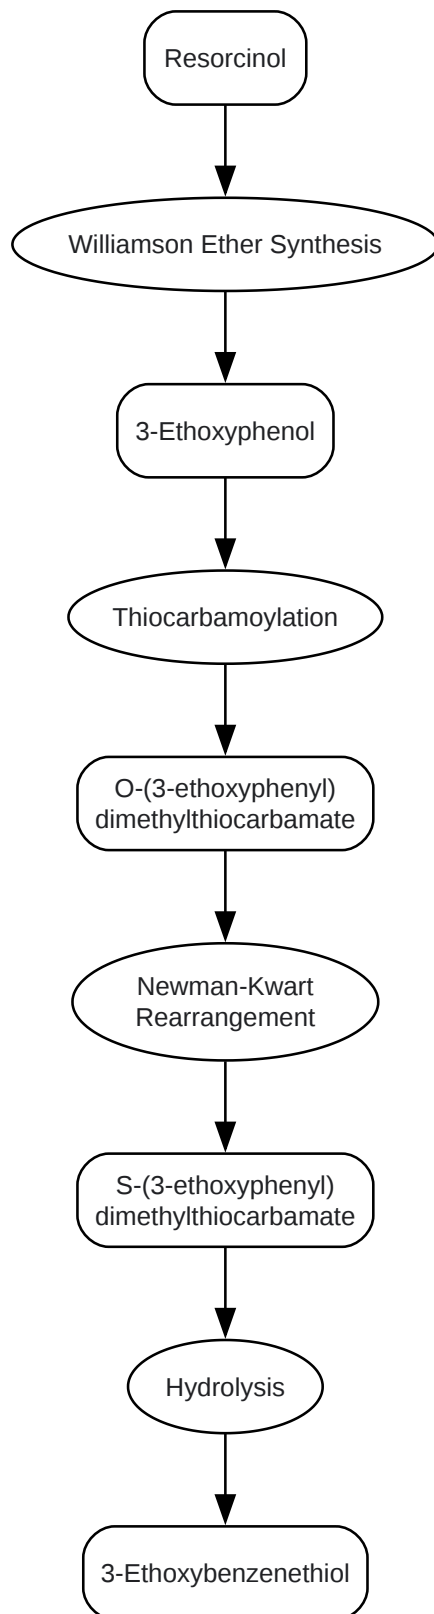 Resorcinol
Williamson Ether Synthesis
3-Ethoxyphenol
Thiocarbamoylation
O-(3-ethoxyphenyl)
dimethylthiocarbamate
Newman-Kwart
Rearrangement
S-(3-ethoxyphenyl)
dimethylthiocarbamate
Hydrolysis
3-Ethoxybenzenethiol